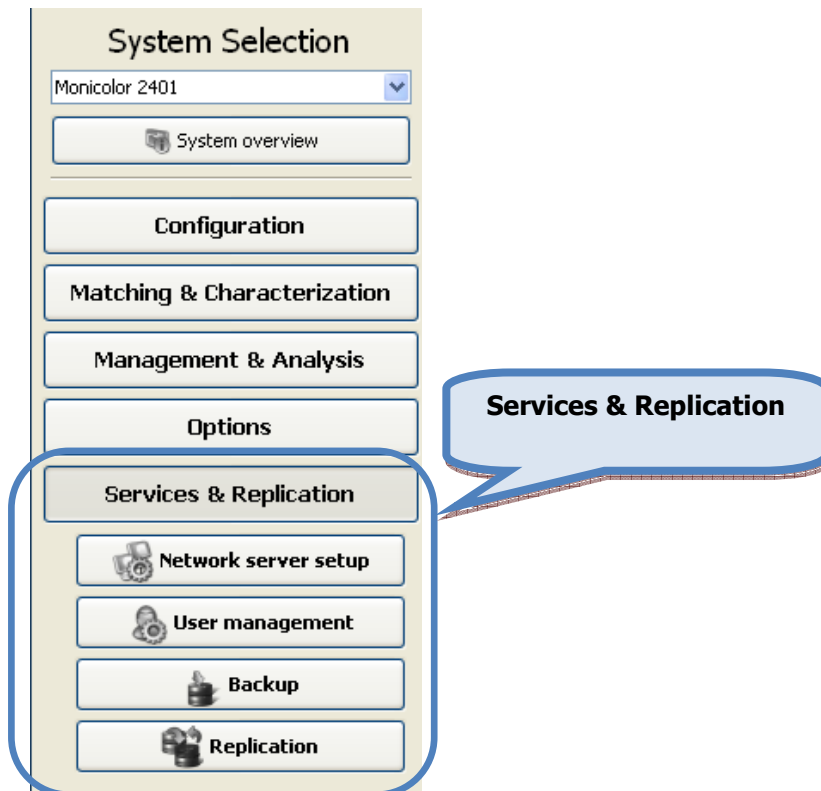 System Selection
Monicolor 2401
System overview
Configuration
Matching & Characterization
Management & Analysis
Options
Services & Replication
Services & Replication
Network server setup
User management
Backup
Replication